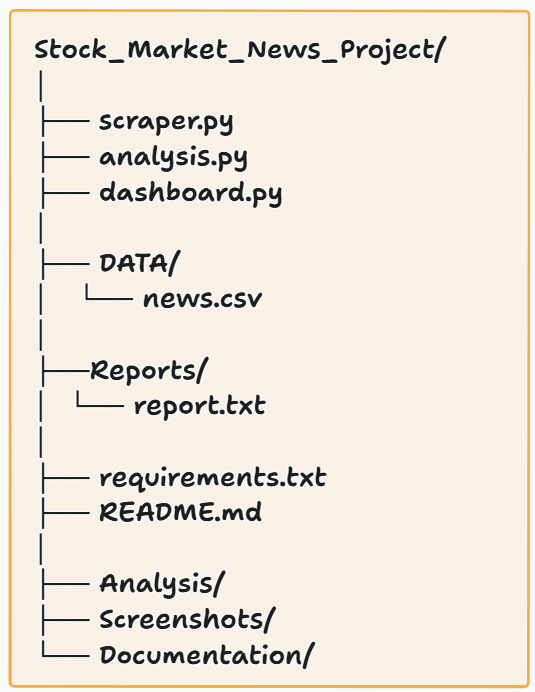 Stock_Market_News_Project/
│
├── scraper.py
├── analysis.py
├── dashboard.py
│
├── DATA/
│   └── news.csv
│
├──Reports/
│  └── report.txt
│
├── requirements.txt
├── README.md
│
├── Analysis/
├── Screenshots/
└── Documentation/